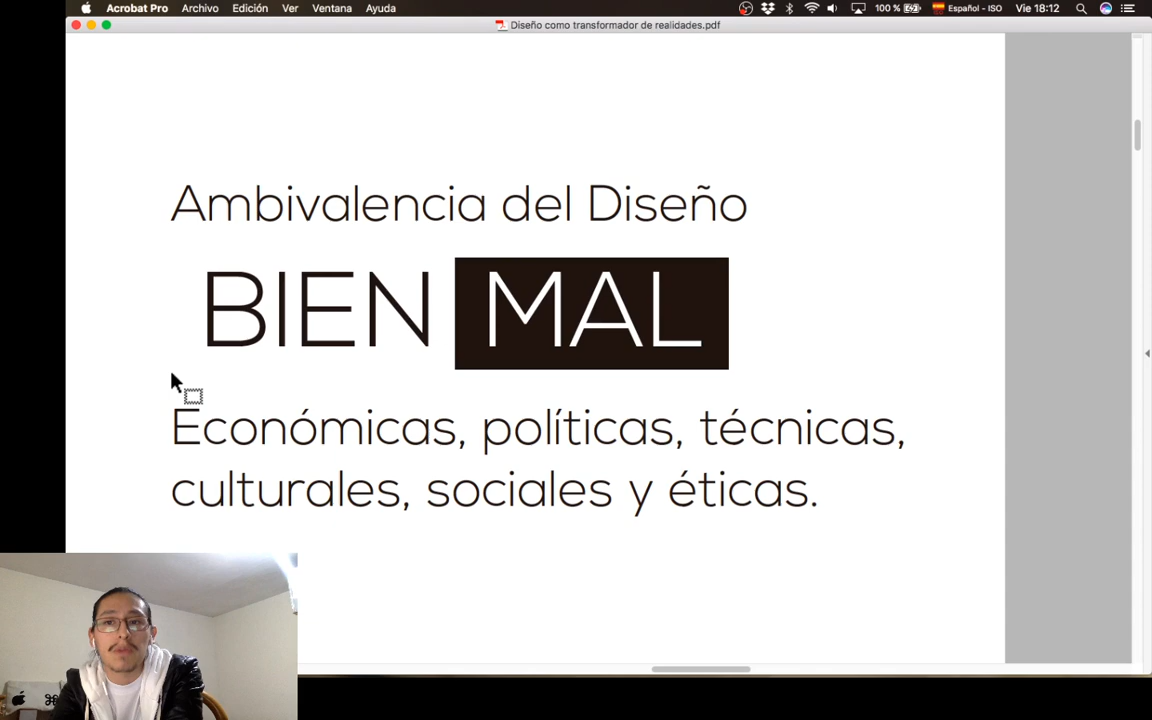 Acrobat Pro Archivo Edición Ver Ventana Ayuda 100 % Español - ISO Vie 18:12
Diseño como transformador de realidades.pdf
Ambivalencia del Diseño
BIEN MAL
Económicas, políticas, técnicas,
culturales, sociales y éticas.